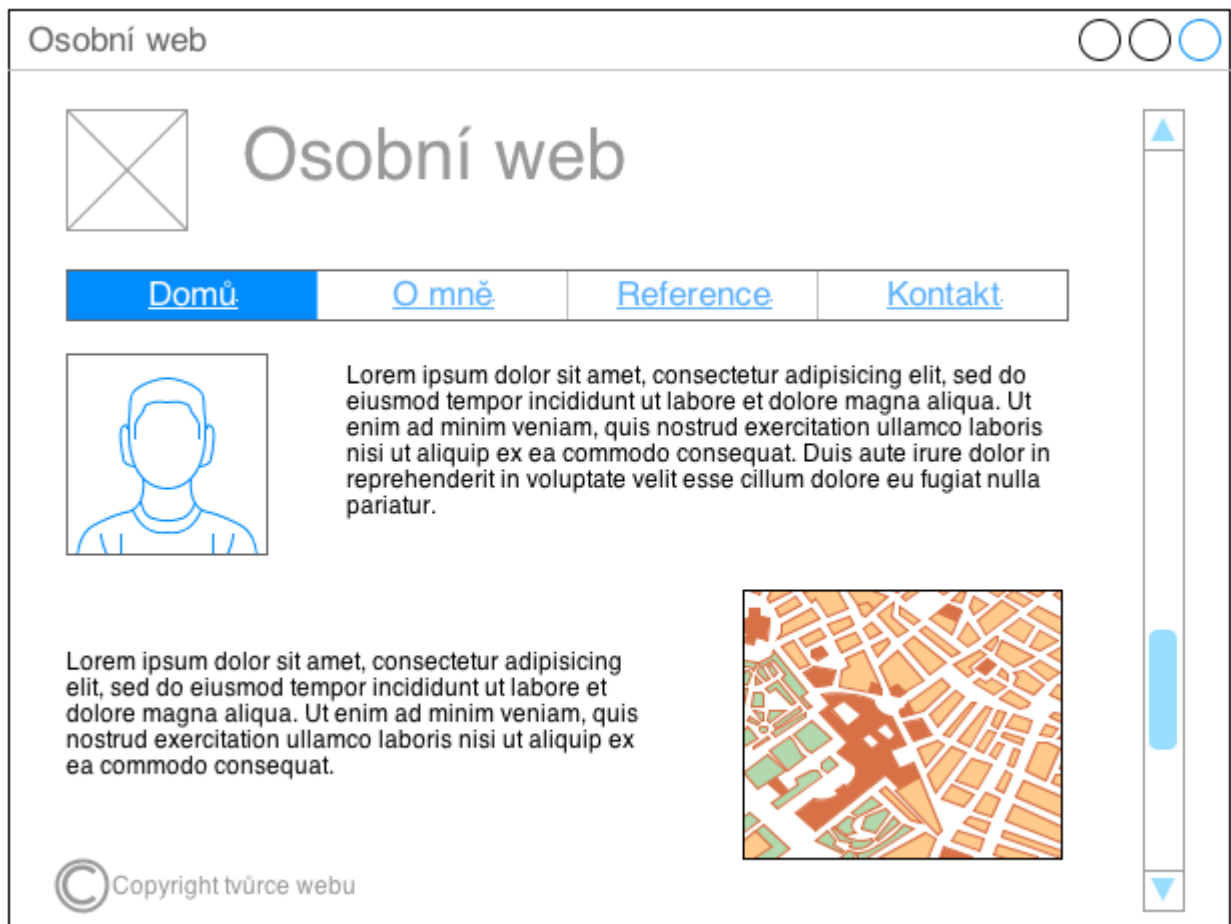 Osobní web
Osobní web
Domů
O mně
Reference
Kontakt
Lorem ipsum dolor sit amet, consectetur adipisicing elit, sed do
eiusmod tempor incididunt ut labore et dolore magna aliqua. Ut
enim ad minim veniam, quis nostrud exercitation ullamco laboris
nisi ut aliquip ex ea commodo consequat. Duis aute irure dolor in
reprehenderit in voluptate velit esse cillum dolore eu fugiat nulla
pariatur.
Lorem ipsum dolor sit amet, consectetur adipisicing
elit, sed do eiusmod tempor incididunt ut labore et
dolore magna aliqua. Ut enim ad minim veniam, quis
nostrud exercitation ullamco laboris nisi ut aliquip ex
ea commodo consequat.
© Copyright tvůrce webu